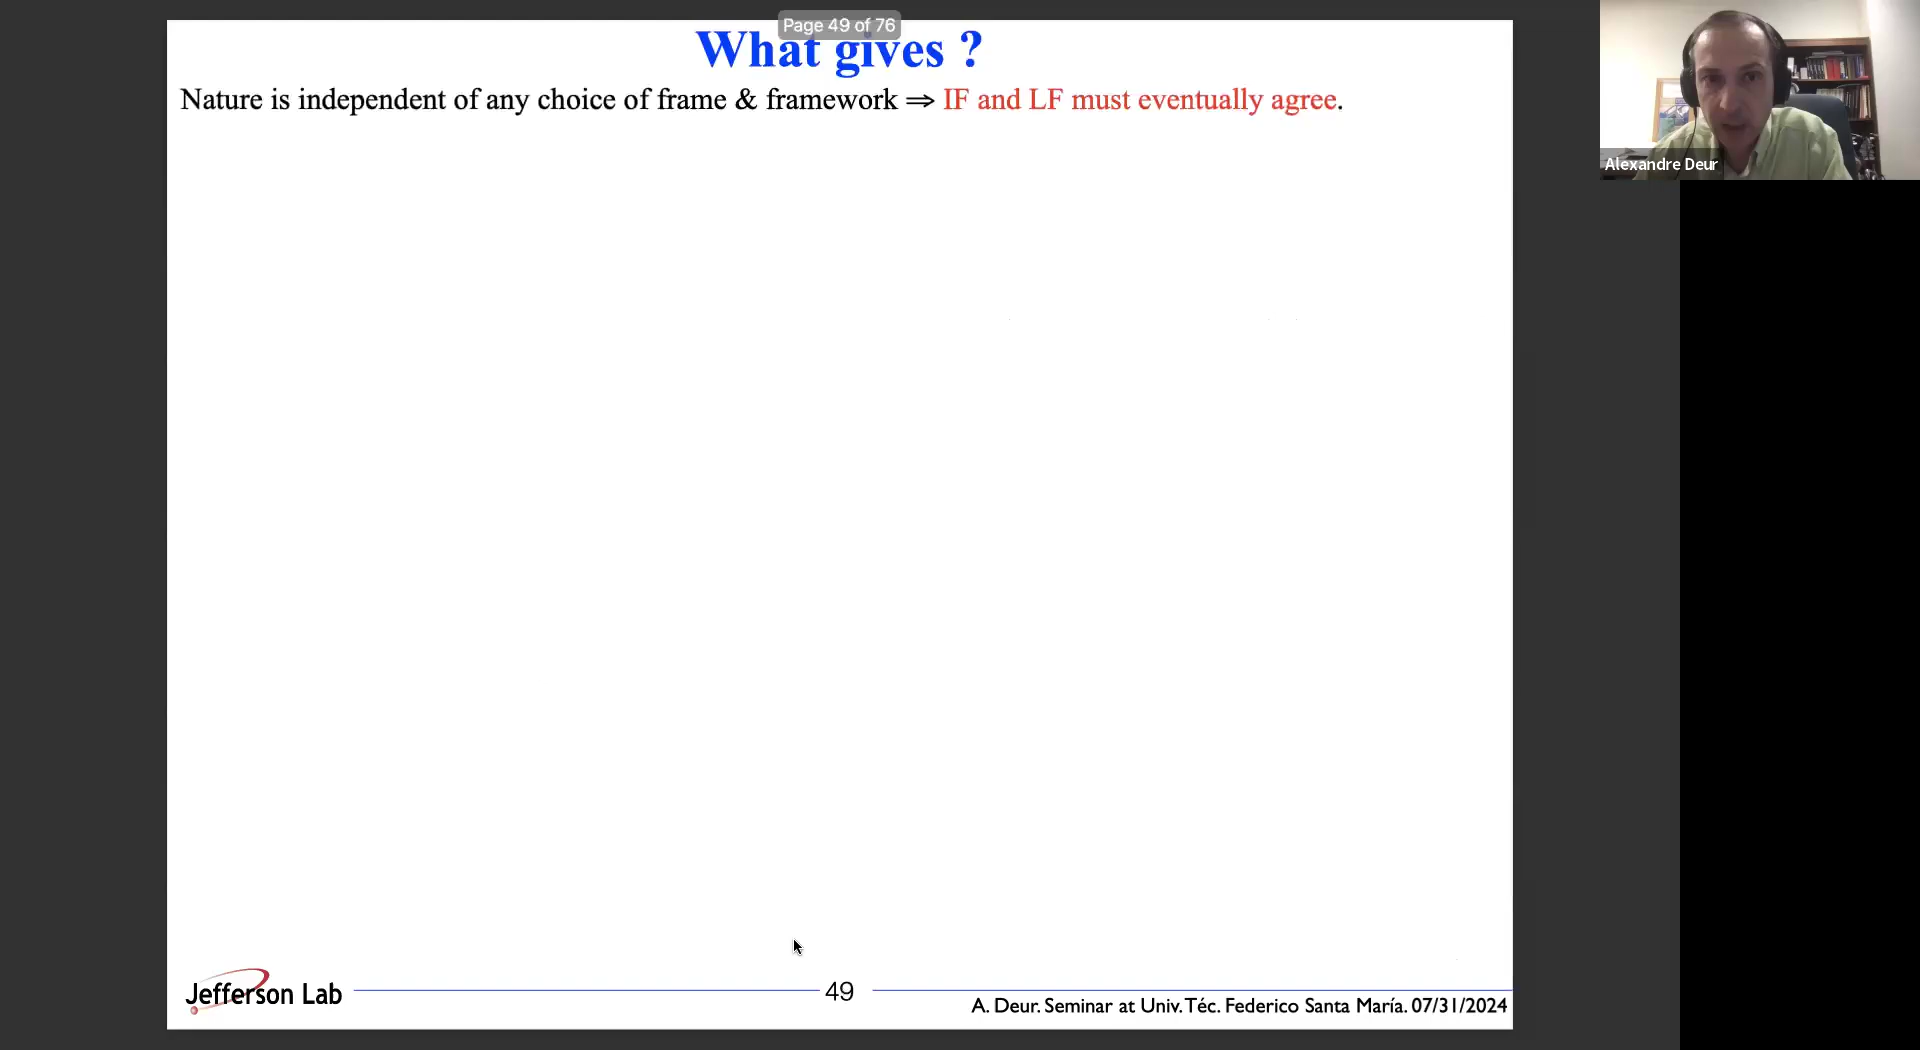 Page 49 of 76
What gives ?
Nature is independent of any choice of frame & framework ⇒ IF and LF must eventually agree.
Alexandre Deur
Jefferson Lab
49
A. Deur. Seminar at Univ. Téc. Federico Santa María. 07/31/2024